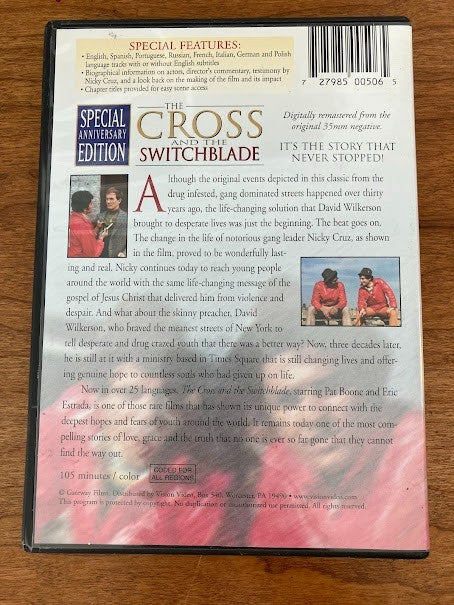 SPECIAL FEATURES:
• English, Spanish, Portuguese, Russian, French, Italian, German and Polish
language tracks with or without English subtitles
• Biographical information on actors, director's commentary, testimony by
Nicky Cruz, and a look back on the making of the film and its impact
• Chapter titles provided for easy scene access
7 27985 00506 5
SPECIAL
ANNIVERSARY
EDITION
THE
CROSS
AND THE
SWITCHBLADE
Digitally remastered from the
original 35mm negative.
IT'S THE STORY THAT
NEVER STOPPED!
Although the original events depicted in this classic from the
drug infested, gang dominated streets happened over thirty
years ago, the life-changing solution that David Wilkerson
brought to desperate lives was just the beginning. The beat goes on.
The change in the life of notorious gang leader Nicky Cruz, as shown
in the film, proved to be wonderfully last-
ing and real. Nicky continues today to reach young people
around the world with the same life-changing message of the
gospel of Jesus Christ that delivered him from violence and
despair. And what about the skinny preacher, David
Wilkerson, who braved the meanest streets of New York to
tell desperate and drug crazed youth that there was a better way? Now, three decades later,
he is still at it with a ministry based in Times Square that is still changing lives and offer-
ing genuine hope to countless souls who had given up on life.
Now in over 25 languages, The Cross and the Switchblade, starring Pat Boone and Eric
Estrada, is one of those rare films that has shown its unique power to connect with the
deepest hopes and fears of youth around the world. It remains today one of the most com-
pelling stories of love, grace and the truth that no one is ever so far gone that they cannot
find the way out.
105 minutes / color
CODED FOR
ALL REGIONS
© Gateway Films. Distributed by Vision Video, Box 540, Worcester, PA 19490 • www.visionvideo.com
This program is protected by copyright. No duplication or unauthorized use permitted. All rights reserved.